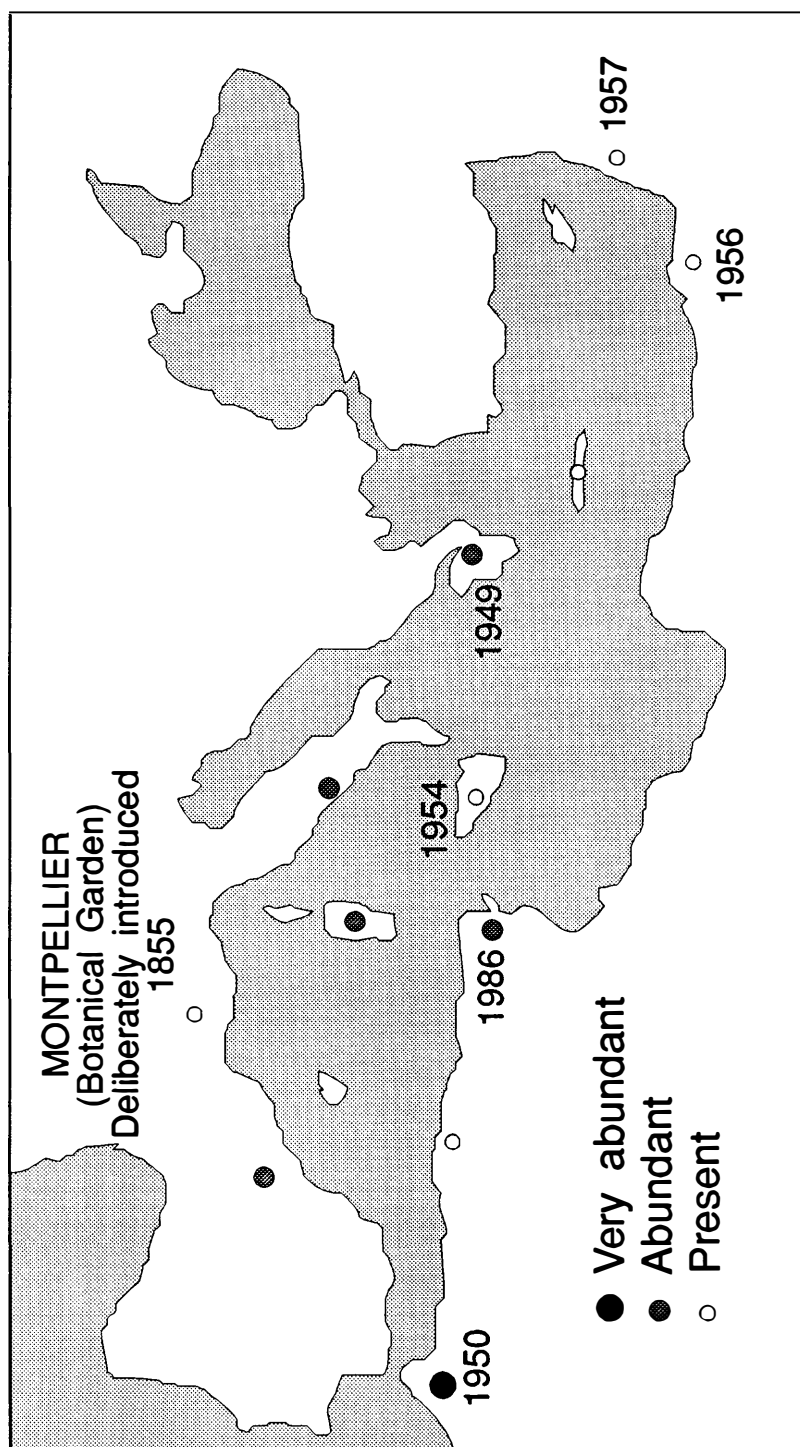 MONTPELLIER
(Botanical Garden)
Deliberately introduced
1855
1957
1956
1949
1954
1986
1950
Very abundant
Abundant
Present